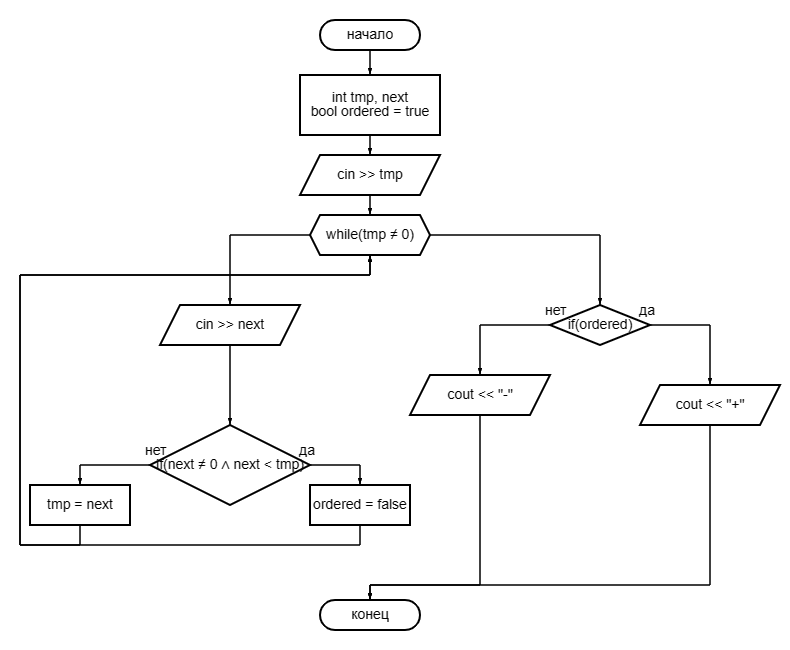 начало
int tmp, next
bool ordered = true
cin >> tmp
while(tmp ≠ 0)
cin >> next
нет
if(ordered)
да
cout << "-"
cout << "+"
нет
if(next ≠ 0 ∧ next < tmp)
да
tmp = next
ordered = false
конец